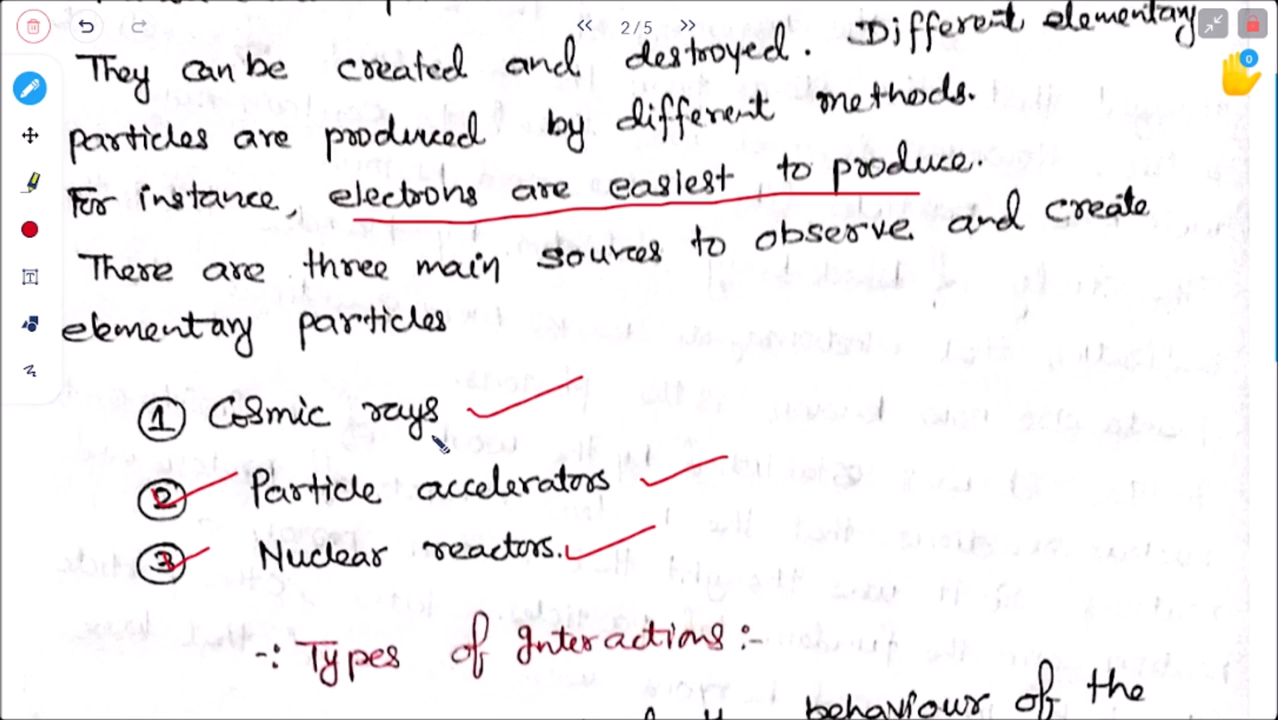 2/5
0
Different elementary
They can be created and destroyed.
particles are produced by different methods.
For instance, electrons are easiest to produce.
There are three main sources to observe and create
elementary particles
1 Cosmic rays
2 Particle accelerators
3 Nuclear reactors.
-: Types of Interactions :-
behaviour of the